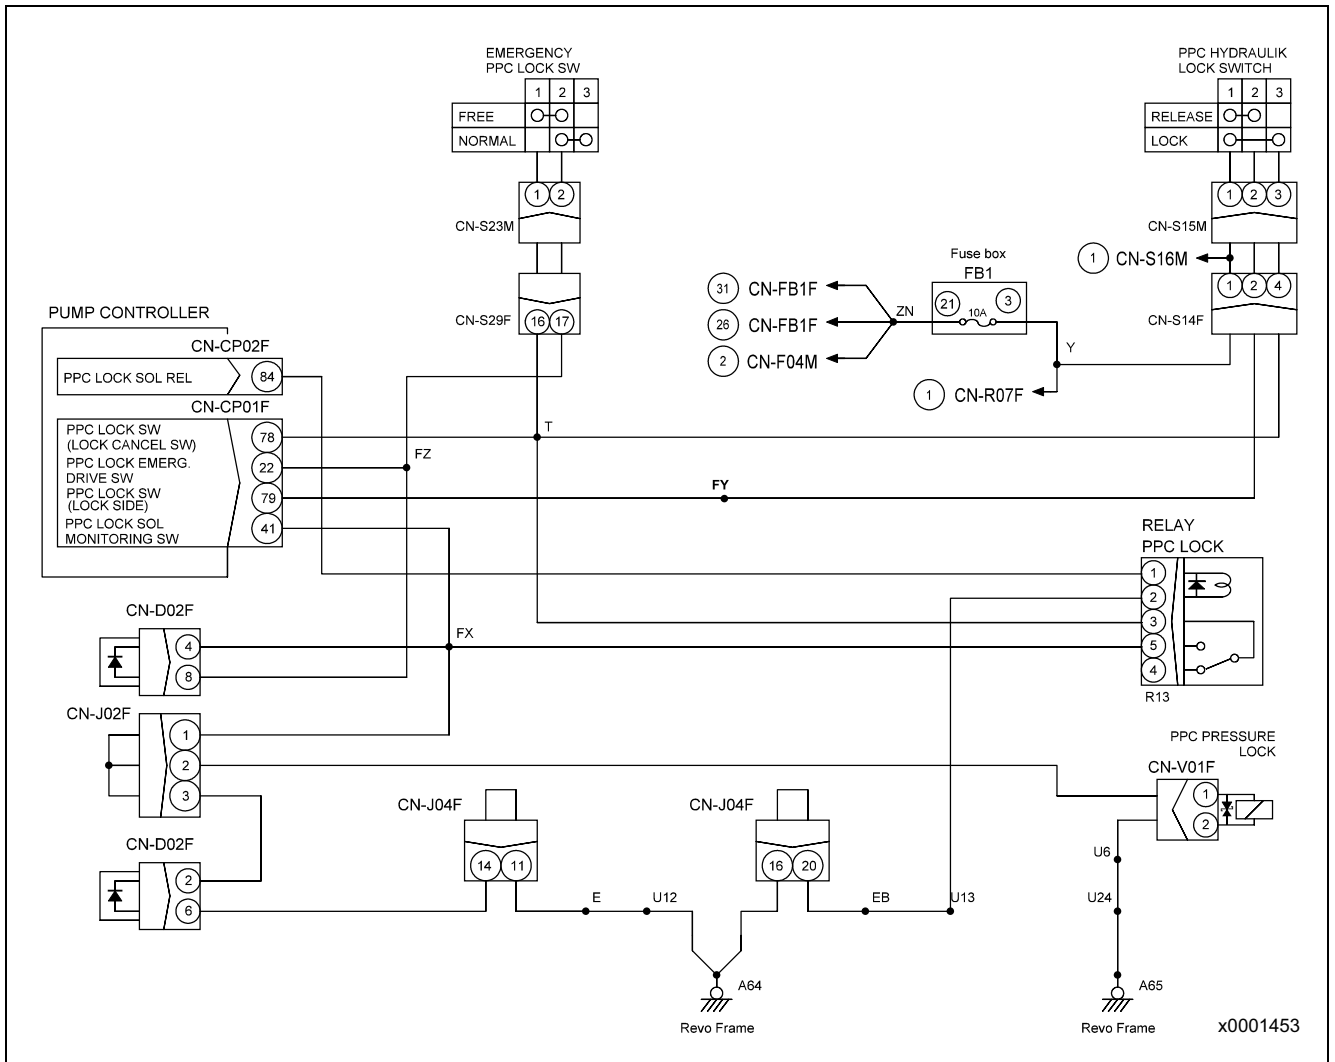 EMERGENCY
PPC LOCK SW
1 2 3
FREE
NORMAL
1 2
CN-S23M
CN-S29F
16 17
PPC HYDRAULIK
LOCK SWITCH
1 2 3
RELEASE
LOCK
1 2 3
CN-S15M
1 CN-S16M
1 2 4
CN-S14F
Fuse box
FB1
21 3
10A
31 CN-FB1F
ZN
26 CN-FB1F
2 CN-F04M
Y
1 CN-R07F
PUMP CONTROLLER
CN-CP02F
PPC LOCK SOL REL 84
CN-CP01F
PPC LOCK SW
(LOCK CANCEL SW)
78
T
PPC LOCK EMERG.
DRIVE SW
22
FZ
PPC LOCK SW
(LOCK SIDE)
79
FY
PPC LOCK SOL
MONITORING SW
41
RELAY
PPC LOCK
1
2
3
5
4
R13
CN-D02F
4
8
FX
CN-J02F
1
2
3
CN-D02F
2
6
CN-J04F
14 11
E
U12
CN-J04F
16 20
EB
U13
A64
Revo Frame
PPC PRESSURE
LOCK
CN-V01F
1
2
U6
U24
A65
Revo Frame
x0001453